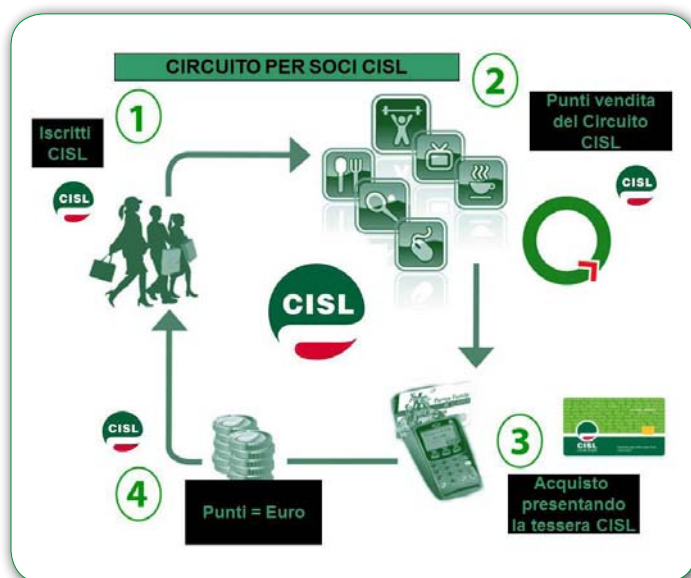 CIRCUITO PER SOCI CISL
1
Iscritti
CISL
CISL
2
Punti vendita
del Circuito
CISL
CISL
CISL
3
CISL
Acquisto
presentando
la tessera CISL
CISL
4
Punti = Euro